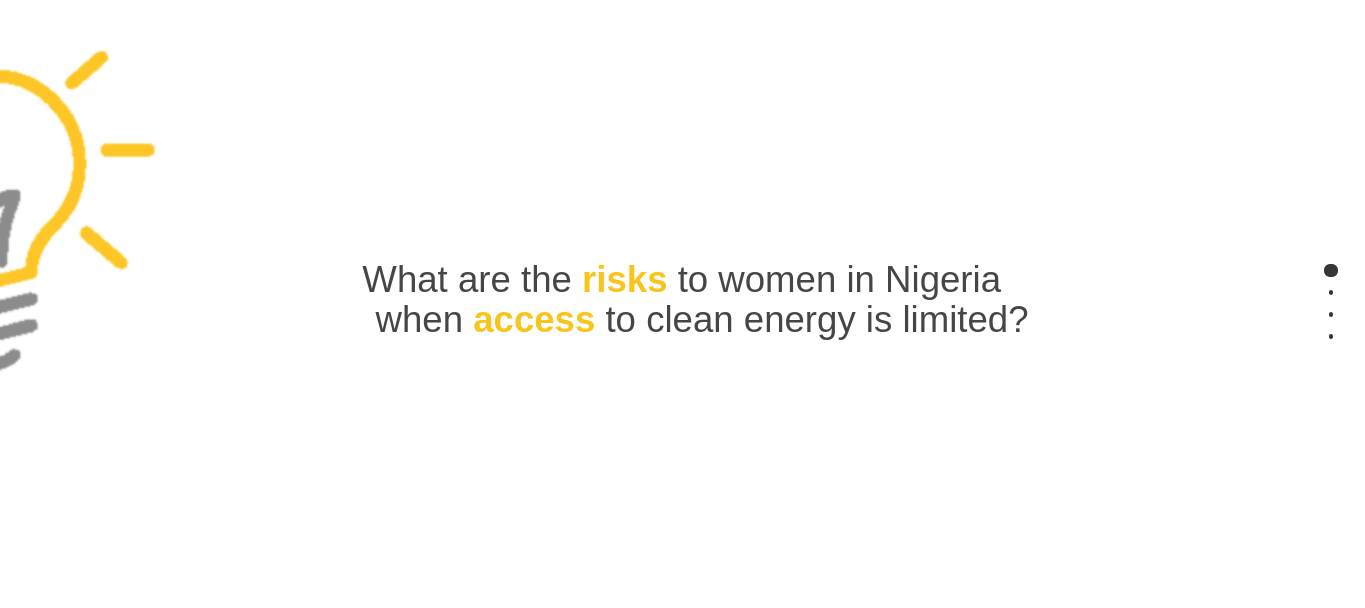 What are the risks to women in Nigeria
when access to clean energy is limited?